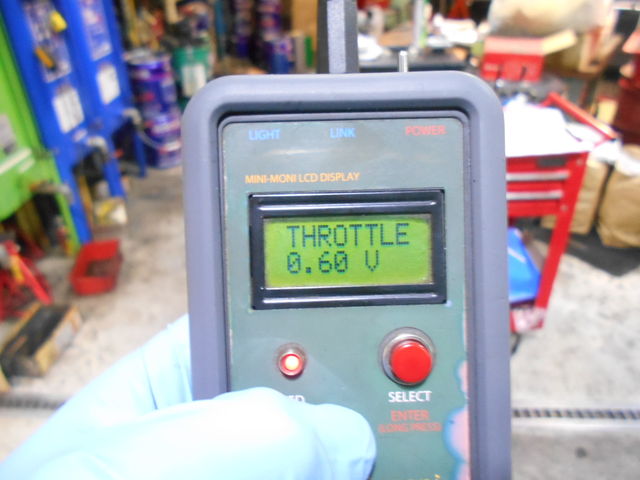 LIGHT LINK POWER
MINI-MONI LCD DISPLAY
THROTTLE
0.60 V
SELECT
ENTER
(LONG PRESS)